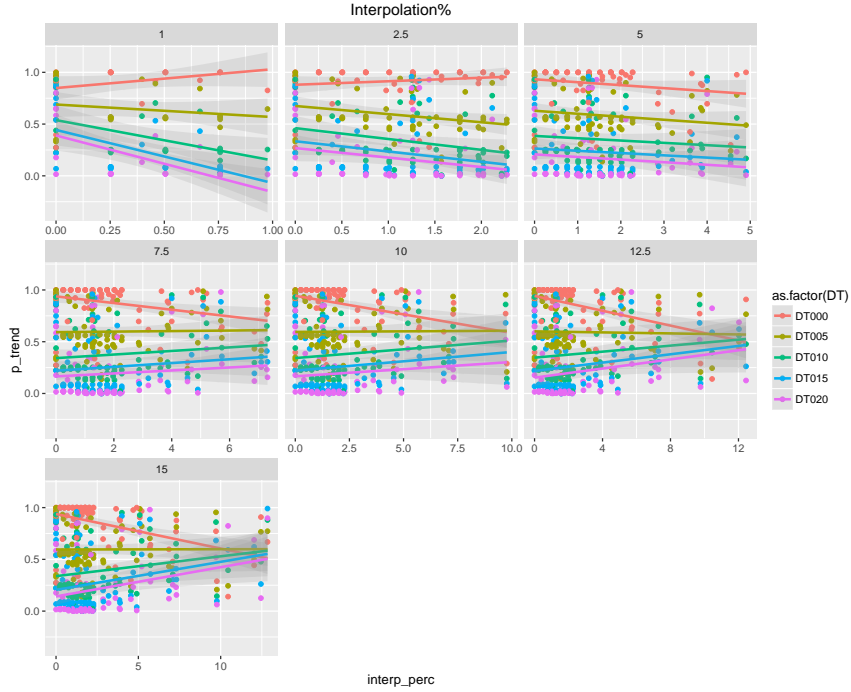 Interpolation%
1 2.5 5
1.0
0.5
0.0
0.00 0.25 0.50 0.75 1.00 0.0 0.5 1.0 1.5 2.0 0 1 2 3 4 5
7.5 10 12.5
1.0
0.5
0.0
0 2 4 6 0.0 2.5 5.0 7.5 10.0 0 4 8 12
p_trend
15
1.0
0.5
0.0
0 5 10
interp_perc
as.factor(DT)
DT000
DT005
DT010
DT015
DT020